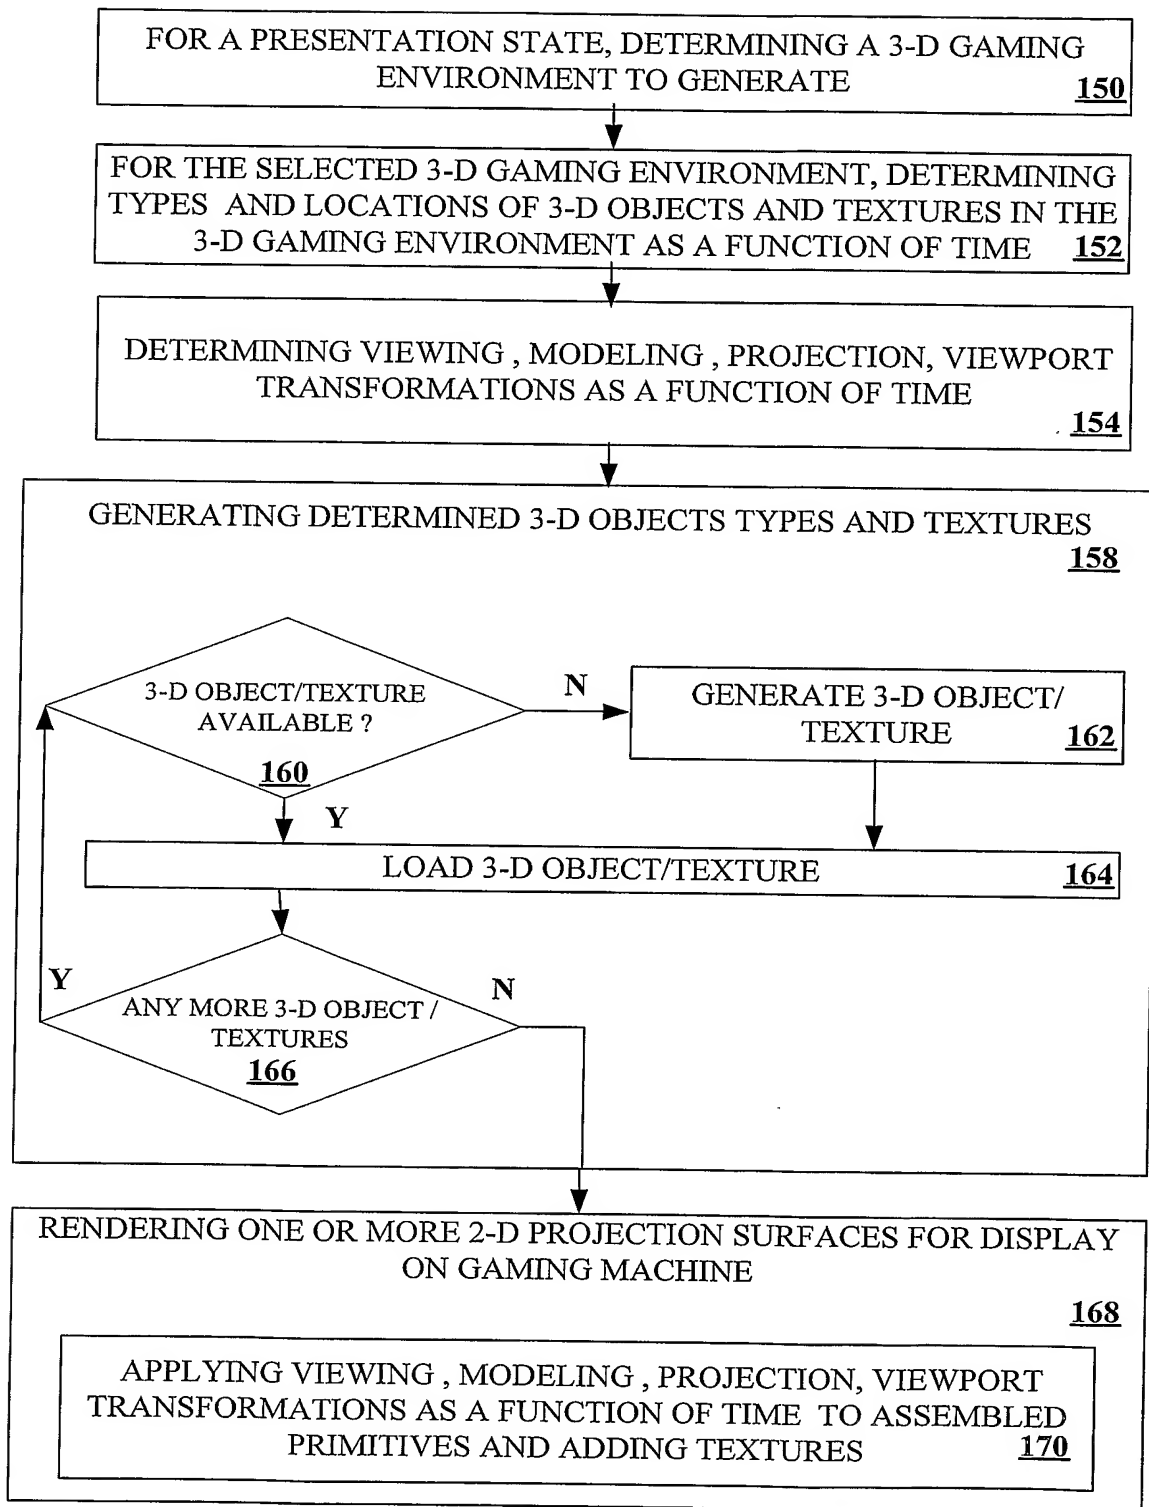 FOR A PRESENTATION STATE, DETERMINING A 3-D GAMING
ENVIRONMENT TO GENERATE
150
FOR THE SELECTED 3-D GAMING ENVIRONMENT, DETERMINING
TYPES AND LOCATIONS OF 3-D OBJECTS AND TEXTURES IN THE
3-D GAMING ENVIRONMENT AS A FUNCTION OF TIME 152
DETERMINING VIEWING , MODELING , PROJECTION, VIEWPORT
TRANSFORMATIONS AS A FUNCTION OF TIME
154
GENERATING DETERMINED 3-D OBJECTS TYPES AND TEXTURES
158
3-D OBJECT/TEXTURE
AVAILABLE ?
160
N
GENERATE 3-D OBJECT/
TEXTURE 162
Y
LOAD 3-D OBJECT/TEXTURE 164
Y
N
ANY MORE 3-D OBJECT /
TEXTURES
166
RENDERING ONE OR MORE 2-D PROJECTION SURFACES FOR DISPLAY
ON GAMING MACHINE
168
APPLYING VIEWING , MODELING , PROJECTION, VIEWPORT
TRANSFORMATIONS AS A FUNCTION OF TIME TO ASSEMBLED
PRIMITIVES AND ADDING TEXTURES 170